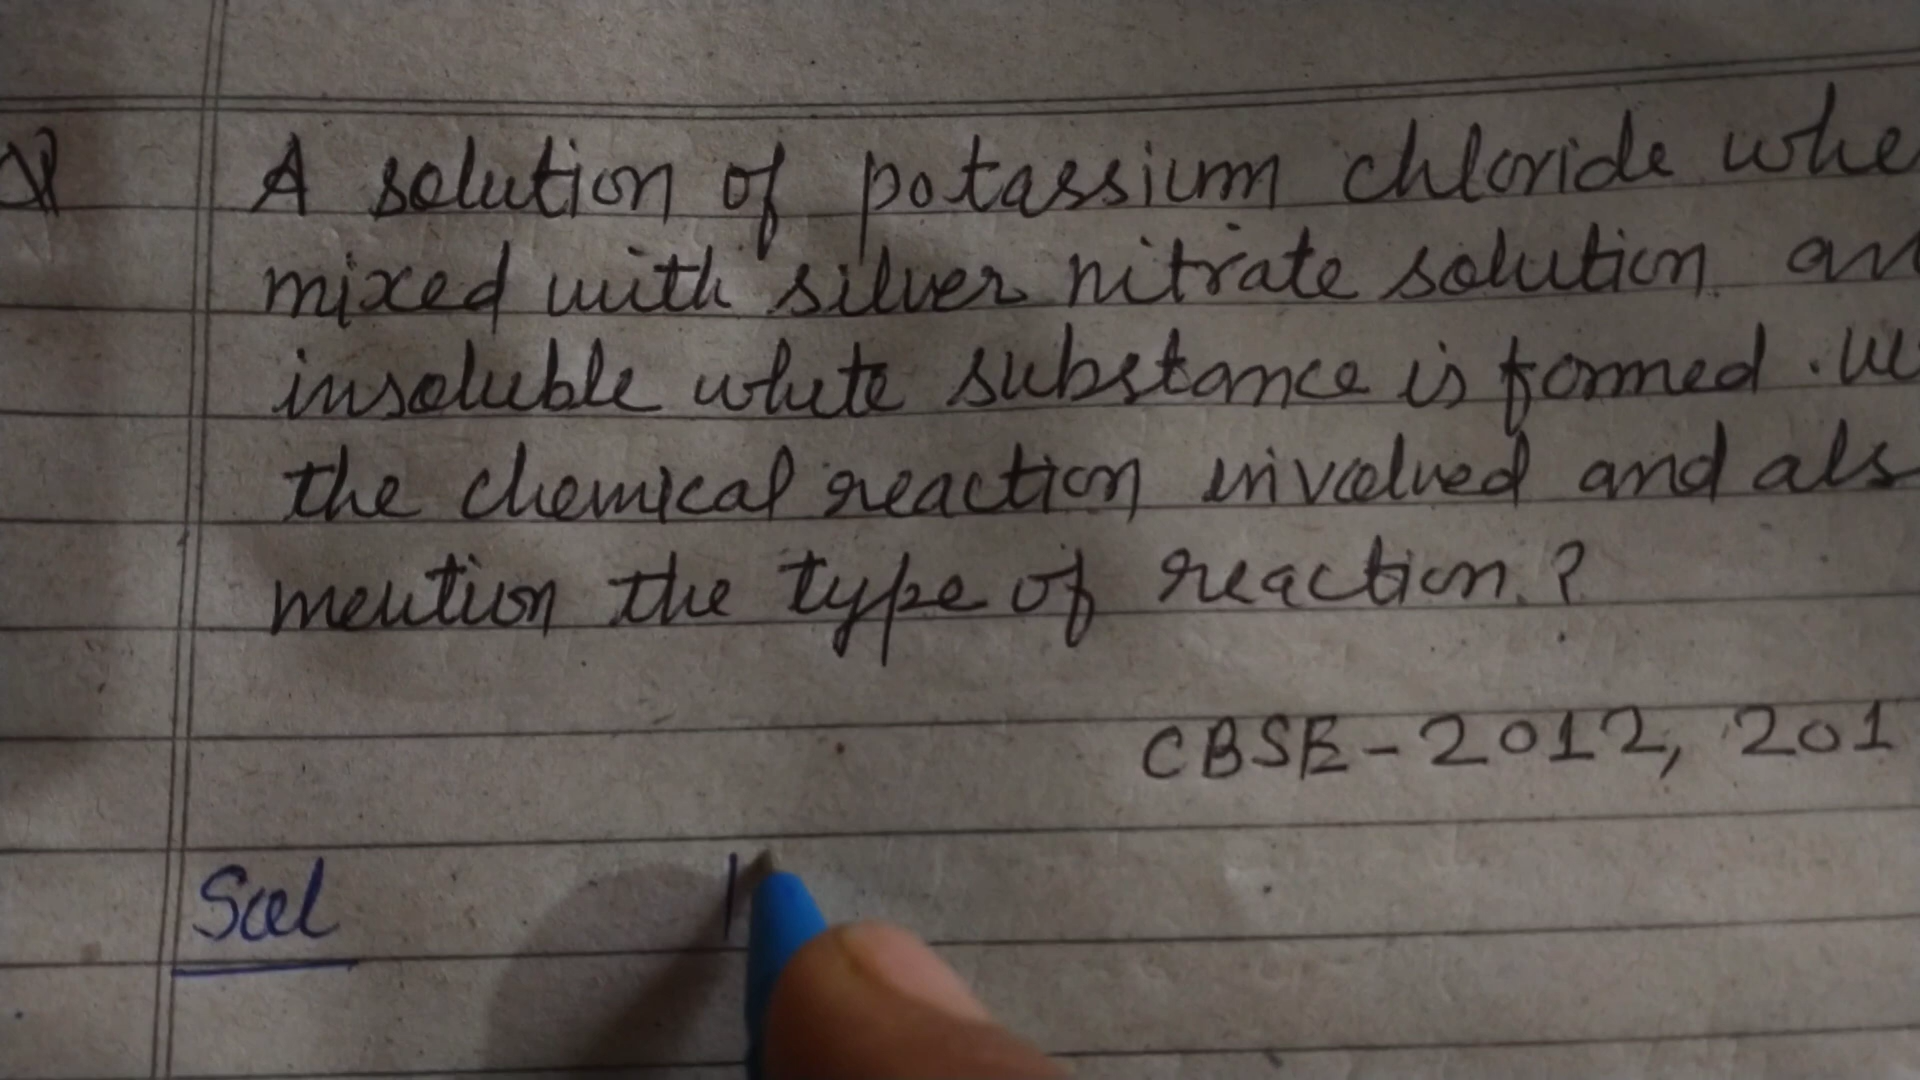 Q A solution of potassium chloride whe
mixed with silver nitrate solution an
insoluble white substance is formed. W
the chemical reaction involved and als
mention the type of reaction ?
CBSE-2012, 201
Sol